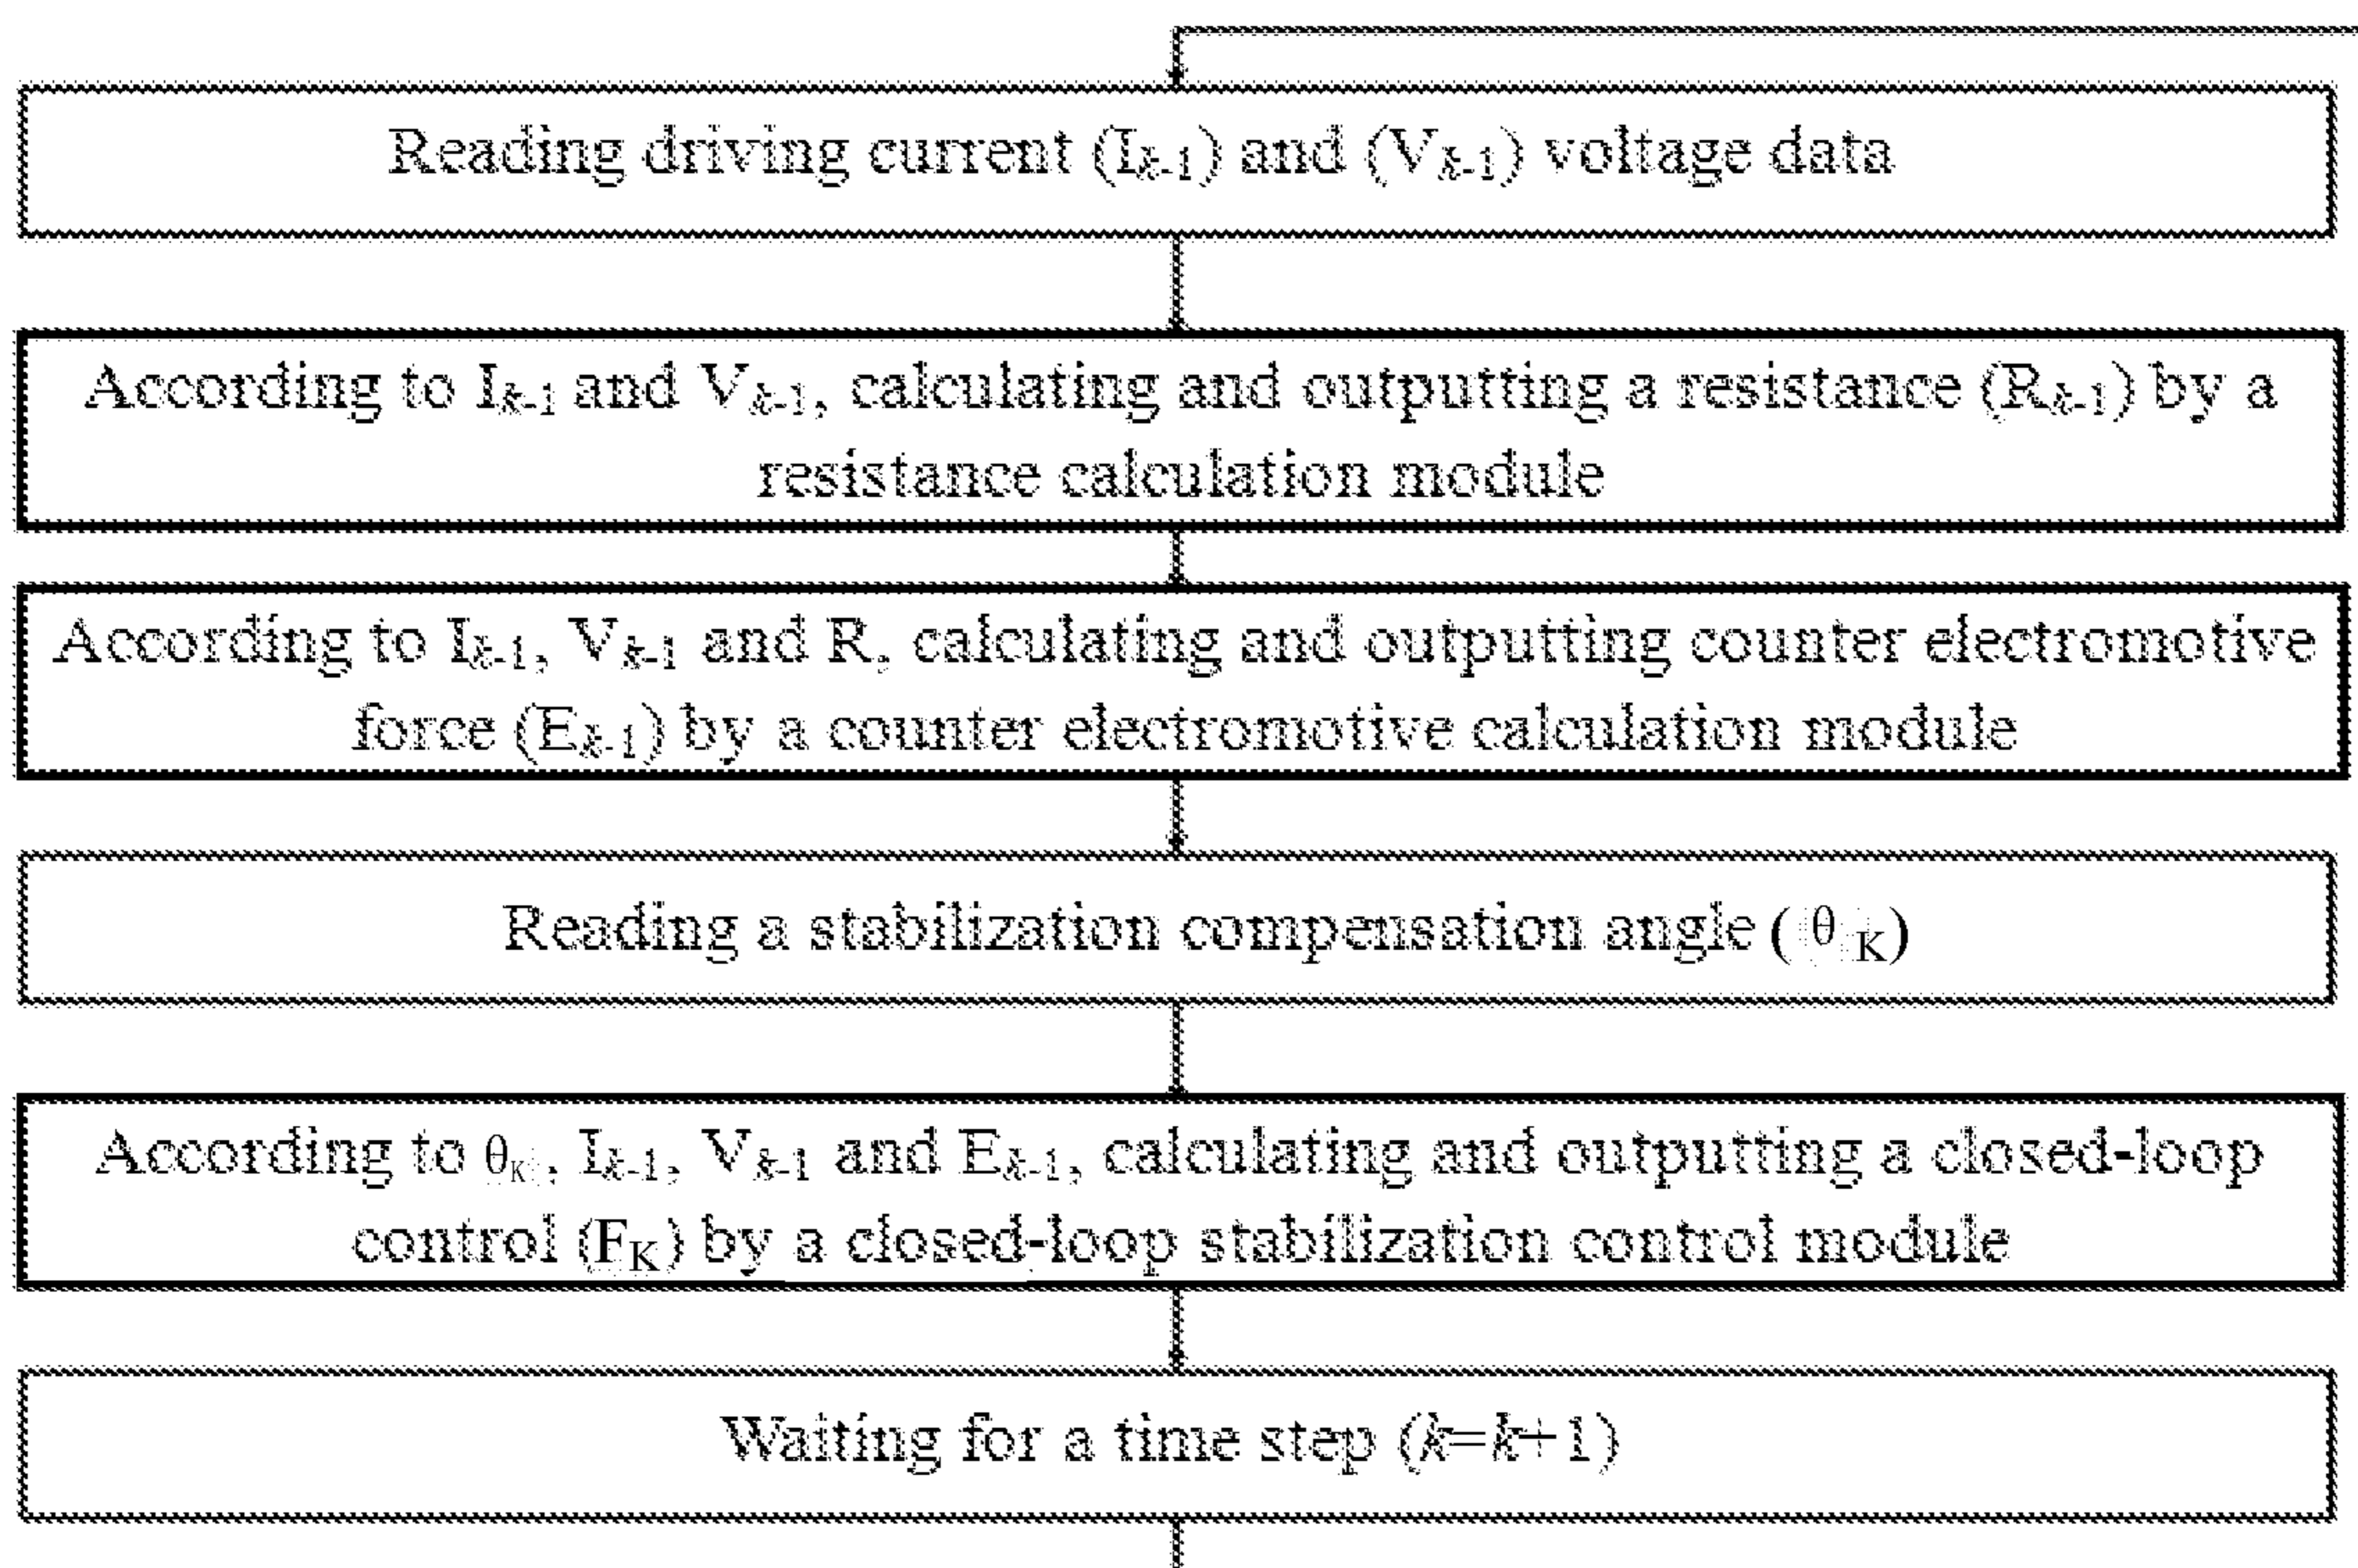 Reading driving current (Iₖ₋₁) and (Vₖ₋₁) voltage data
According to Iₖ₋₁ and Vₖ₋₁, calculating and outputting a resistance (Rₖ₋₁) by a
resistance calculation module
According to Iₖ₋₁, Vₖ₋₁ and R, calculating and outputting counter electromotive
force (Eₖ₋₁) by a counter electromotive calculation module
Reading a stabilization compensation angle ( θ K)
According to θK, Iₖ₋₁, Vₖ₋₁ and Eₖ₋₁, calculating and outputting a closed-loop
control (FK) by a closed-loop stabilization control module
Waiting for a time step (k=k+1)